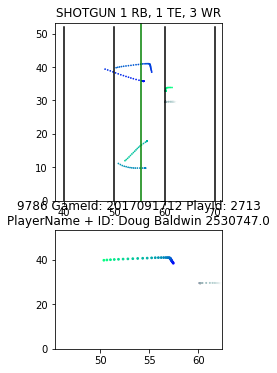 SHOTGUN 1 RB, 1 TE, 3 WR
50
40
30
20
10
0
40 50 60 70
9786 GameId: 2017091712 PlayId: 2713
PlayerName + ID: Doug Baldwin 2530747.0
40
20
0
50 55 60